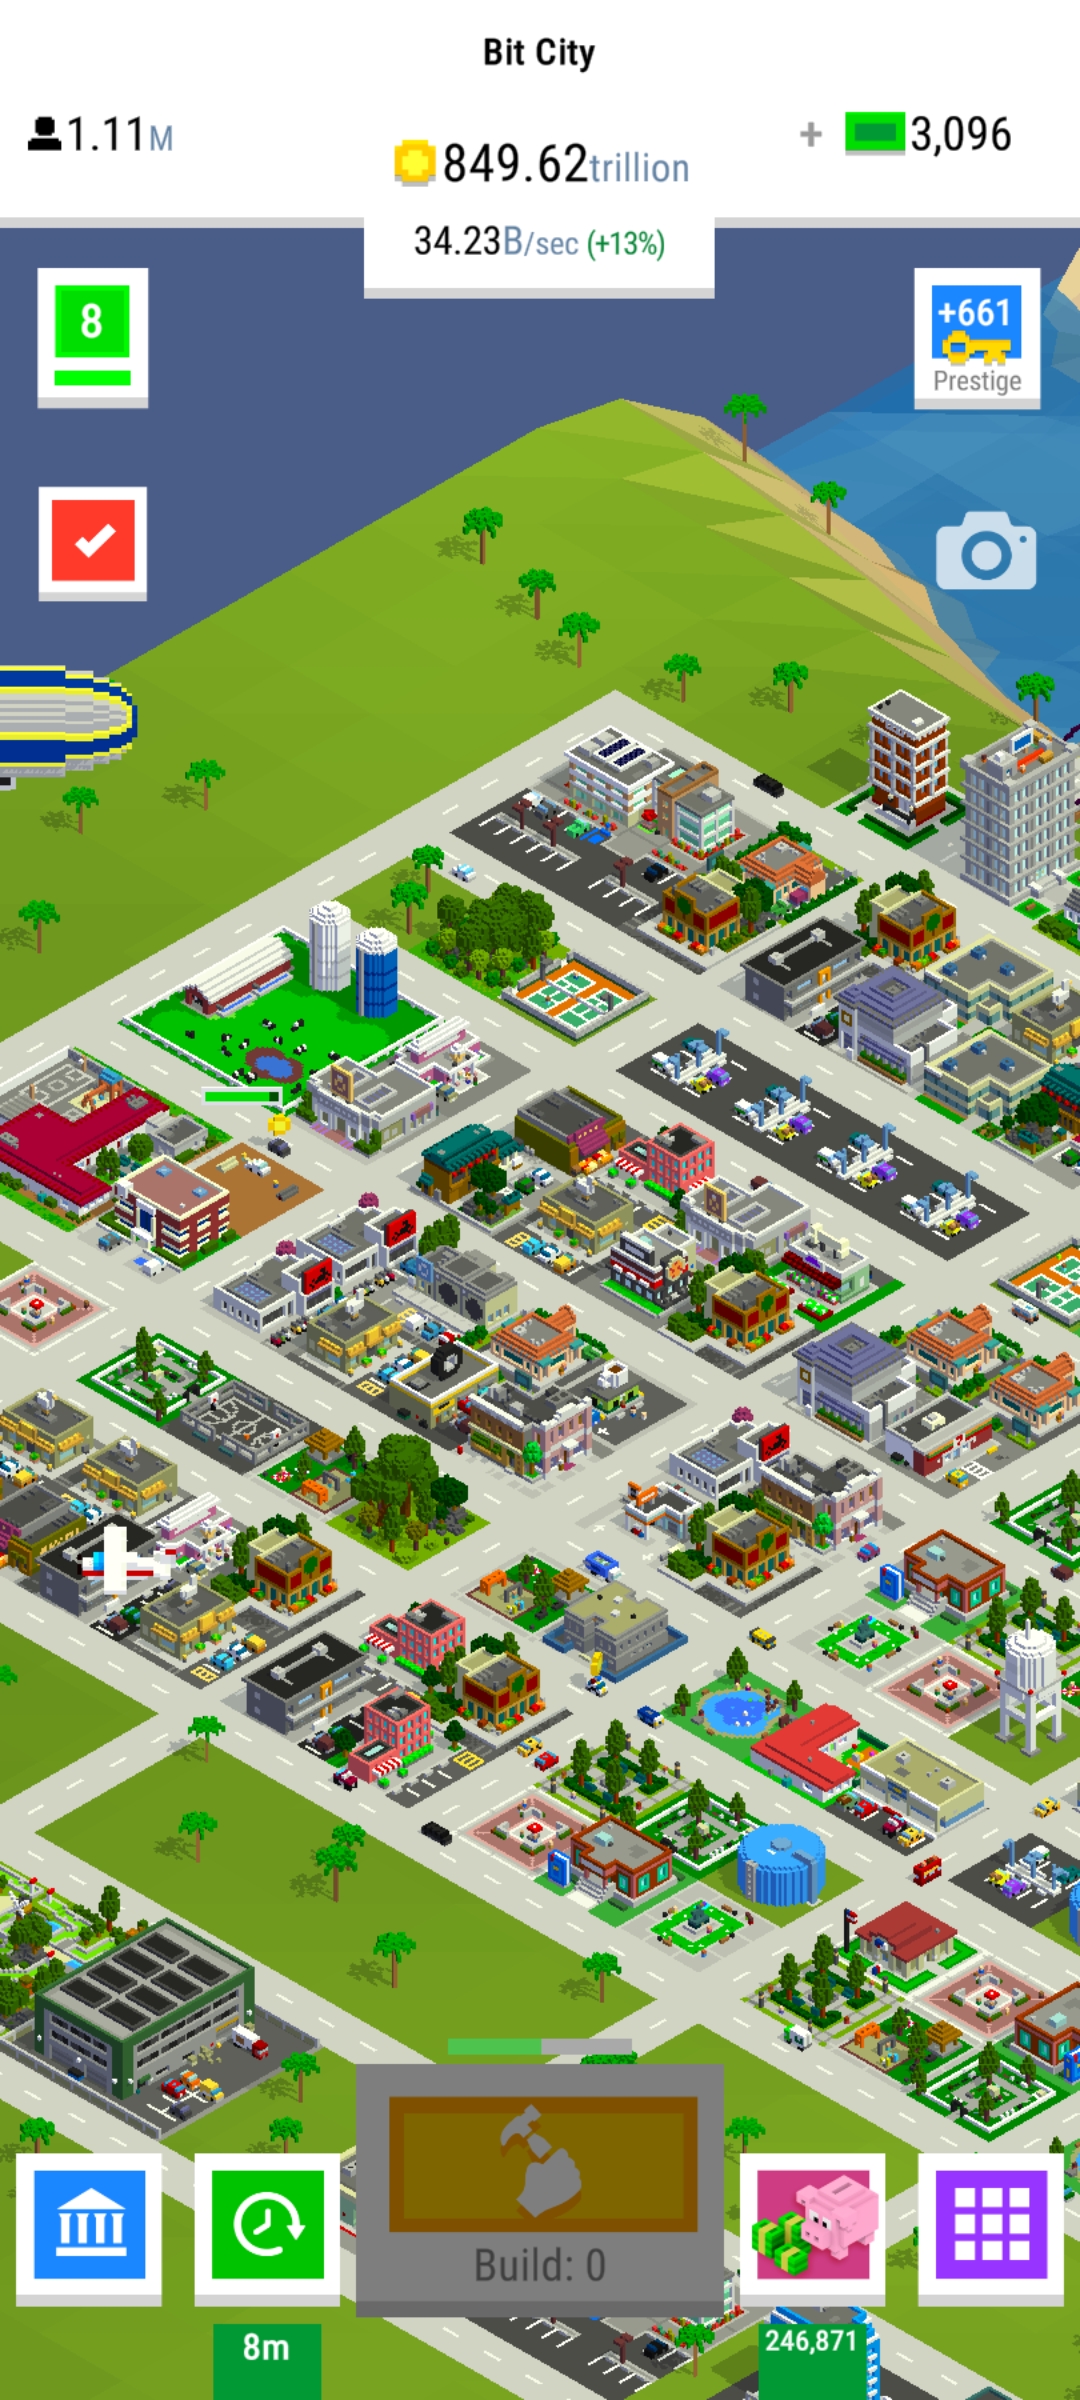 Bit City
1.11M
849.62trillion
+ 3,096
34.23B/sec (+13%)
8
+661
Prestige
Build: 0
8m
246,871